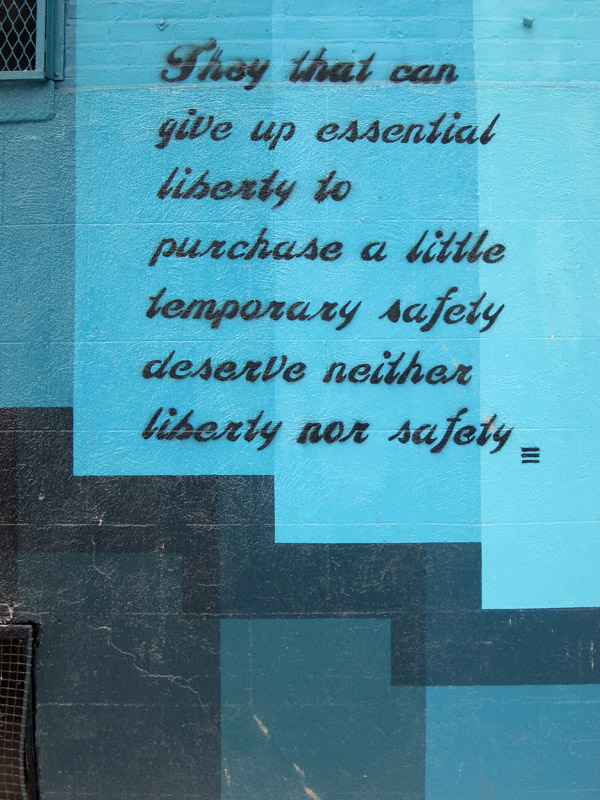 They that can
give up essential
liberty to
purchase a little
temporary safety
deserve neither
liberty nor safety